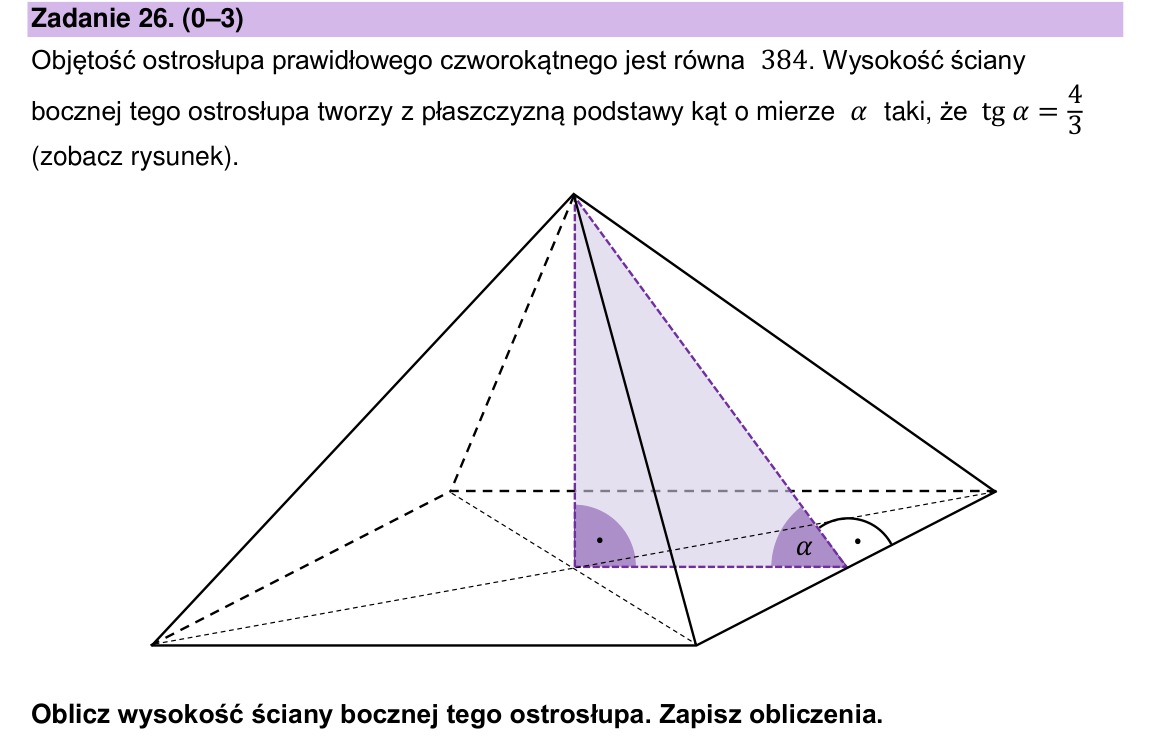 Zadanie 26. (0–3)
Objętość ostrosłupa prawidłowego czworokątnego jest równa 384. Wysokość ściany
bocznej tego ostrosłupa tworzy z płaszczyzną podstawy kąt o mierze α taki, że tg α = 4/3
(zobacz rysunek).
α
Oblicz wysokość ściany bocznej tego ostrosłupa. Zapisz obliczenia.